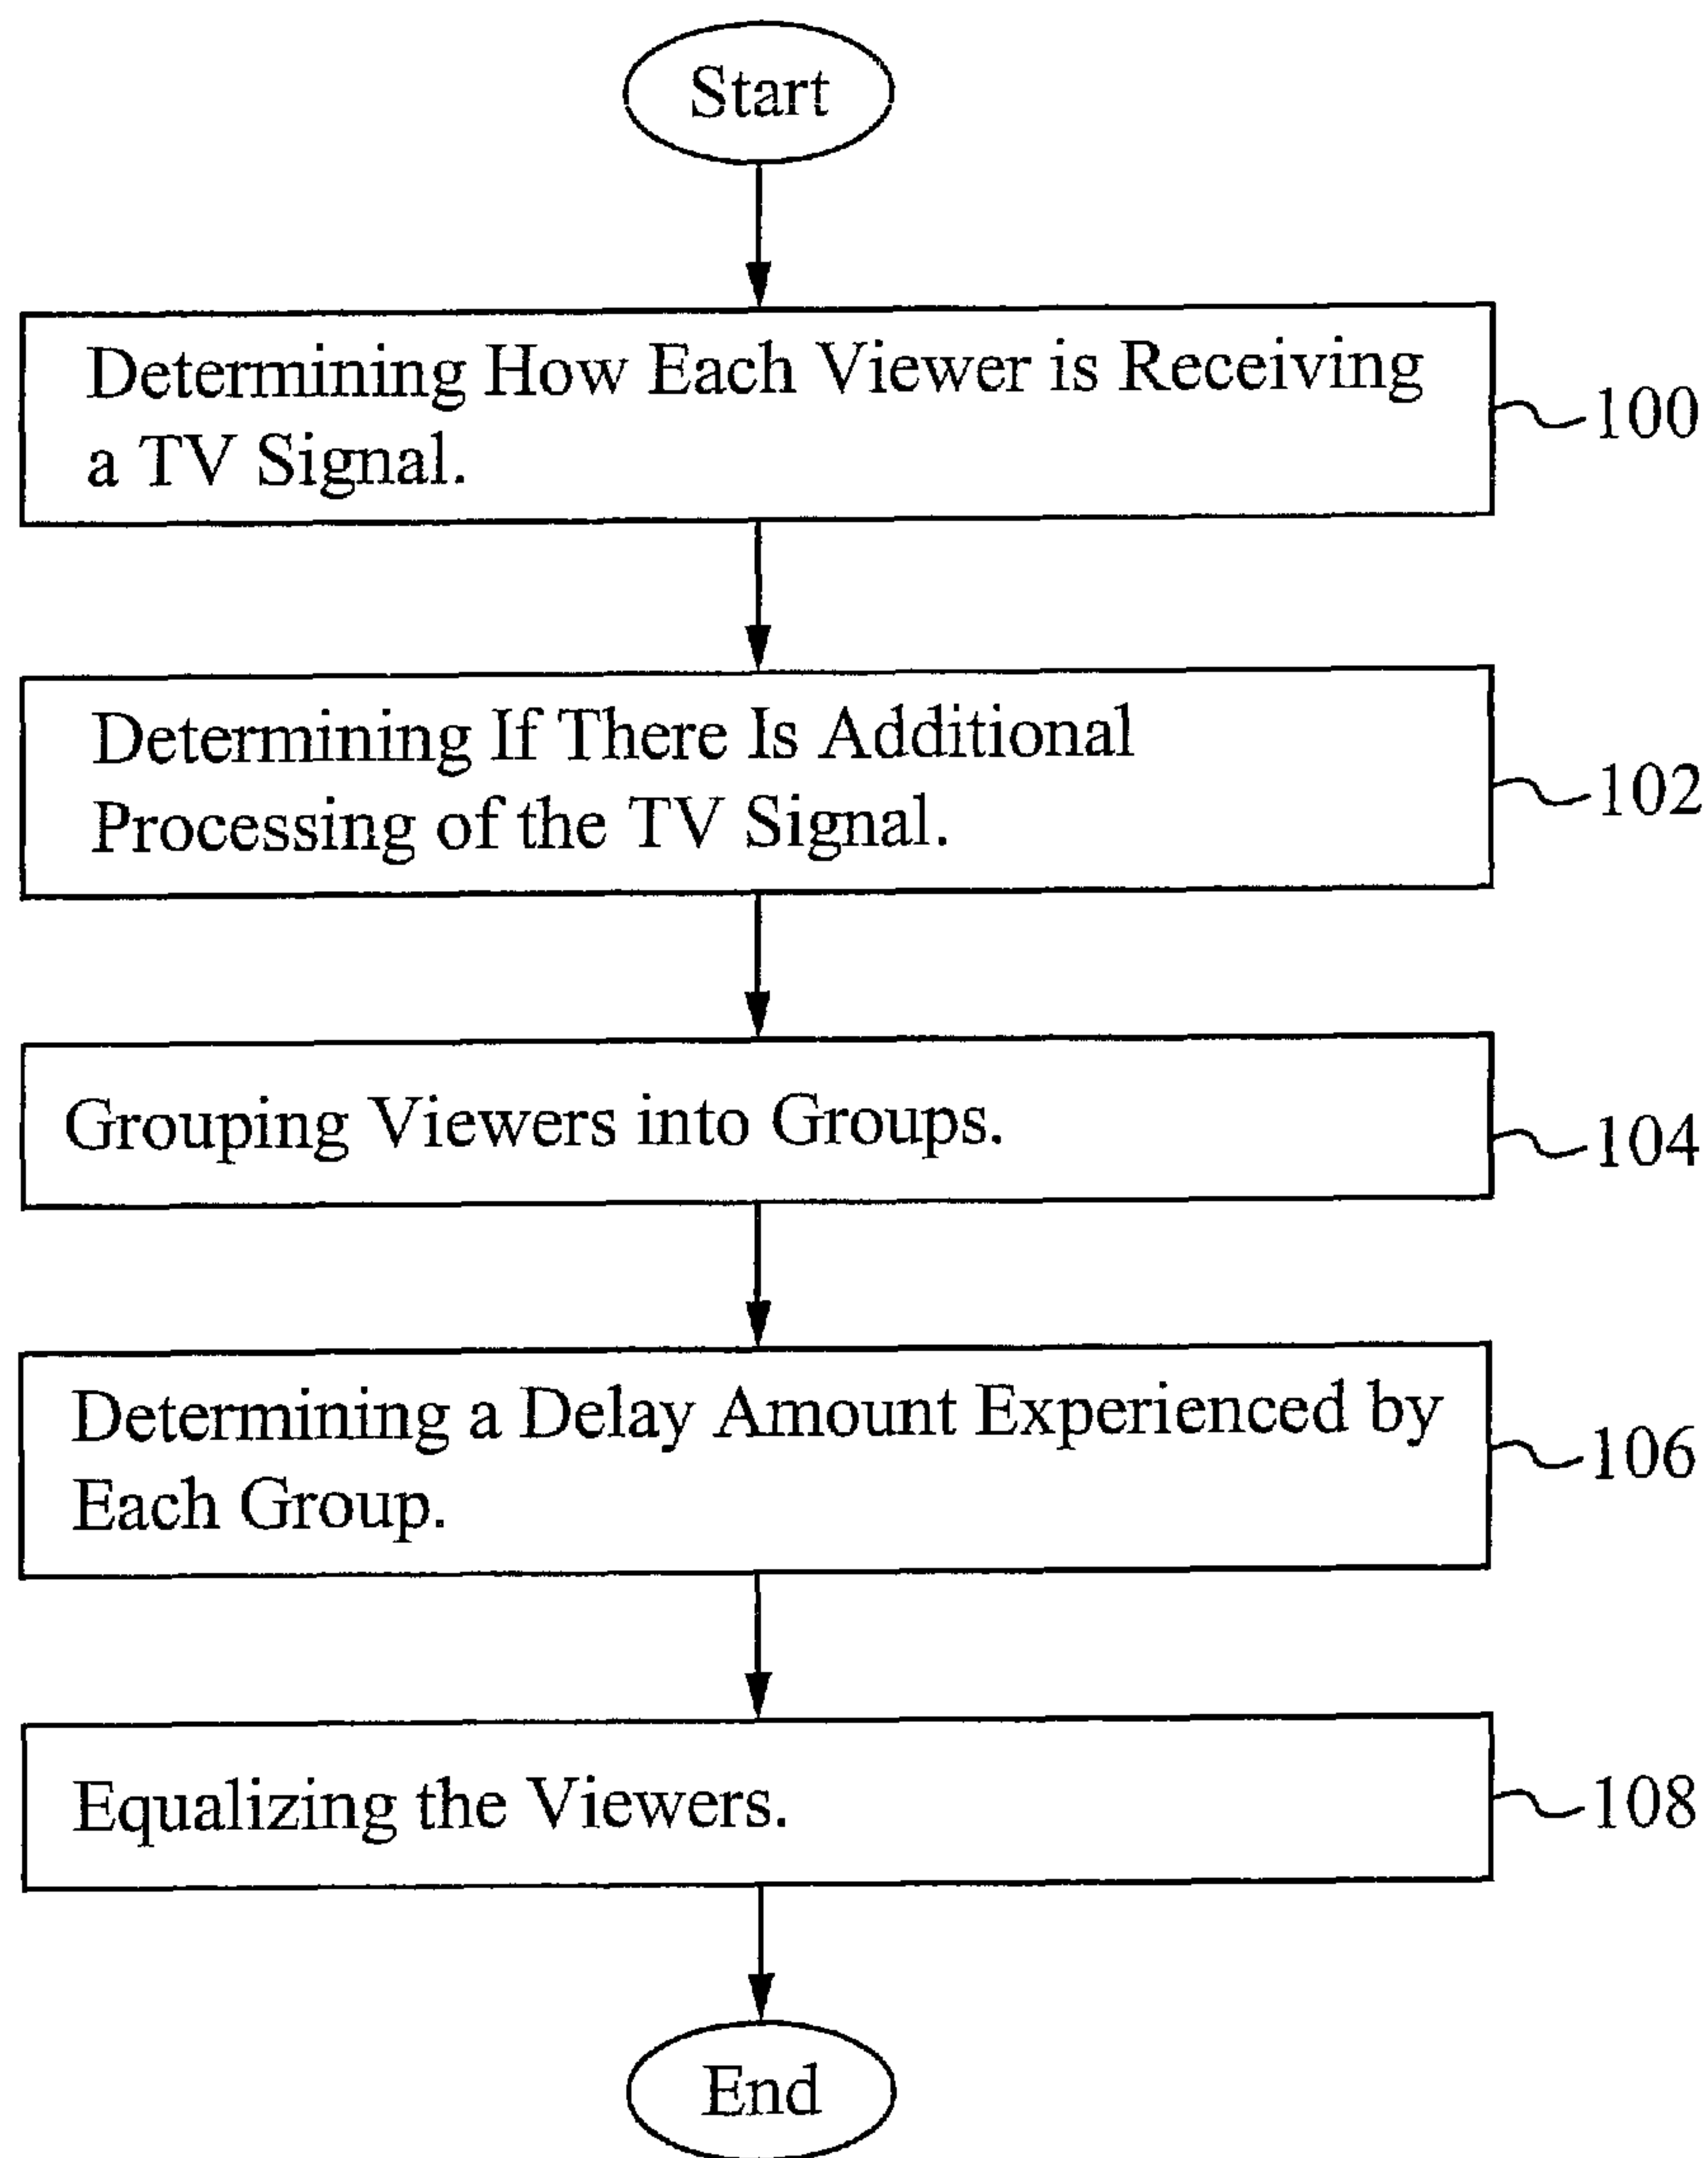 Start
Determining How Each Viewer is Receiving
a TV Signal.
100
Determining If There Is Additional
Processing of the TV Signal.
102
Grouping Viewers into Groups.
104
Determining a Delay Amount Experienced by
Each Group.
106
Equalizing the Viewers.
108
End